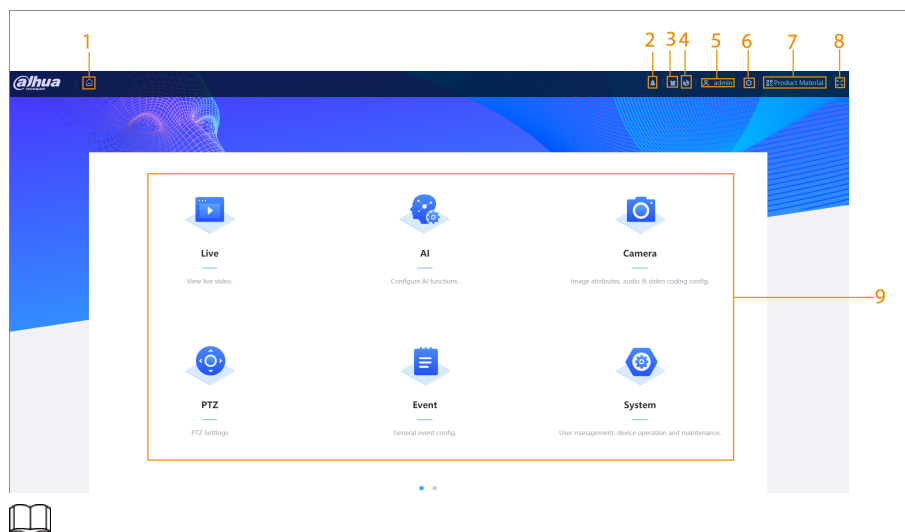 1
2
3
4
5
6
7
8
alhua
admin
Product Material
Live
View live video.
AI
Configure AI functions.
Camera
Image attributes, audio & video coding config.
9
PTZ
PTZ Settings
Event
General event config.
System
User management, device operation and maintenance.